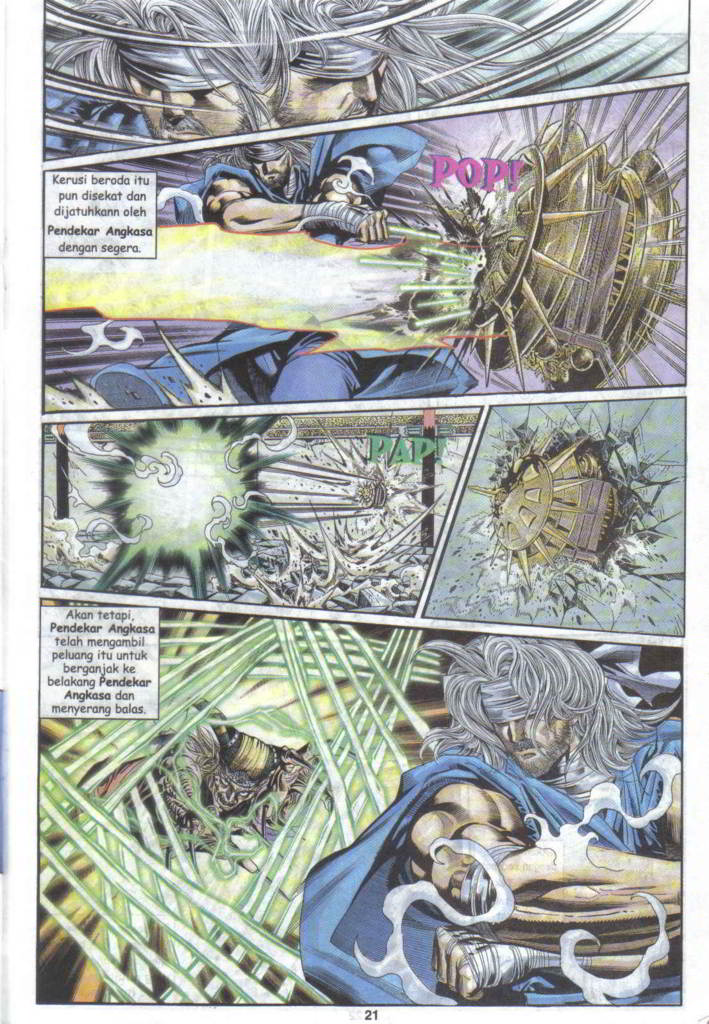 POP!
Kerusi beroda itu
pun disekat dan
dijatuhkann oleh
Pendekar Angkasa
dengan segera.
PAP!
Akan tetapi,
Pendekar Angkasa
telah mengambil
peluang itu untuk
berganjak ke
belakang Pendekar
Angkasa dan
menyerang balas.
21